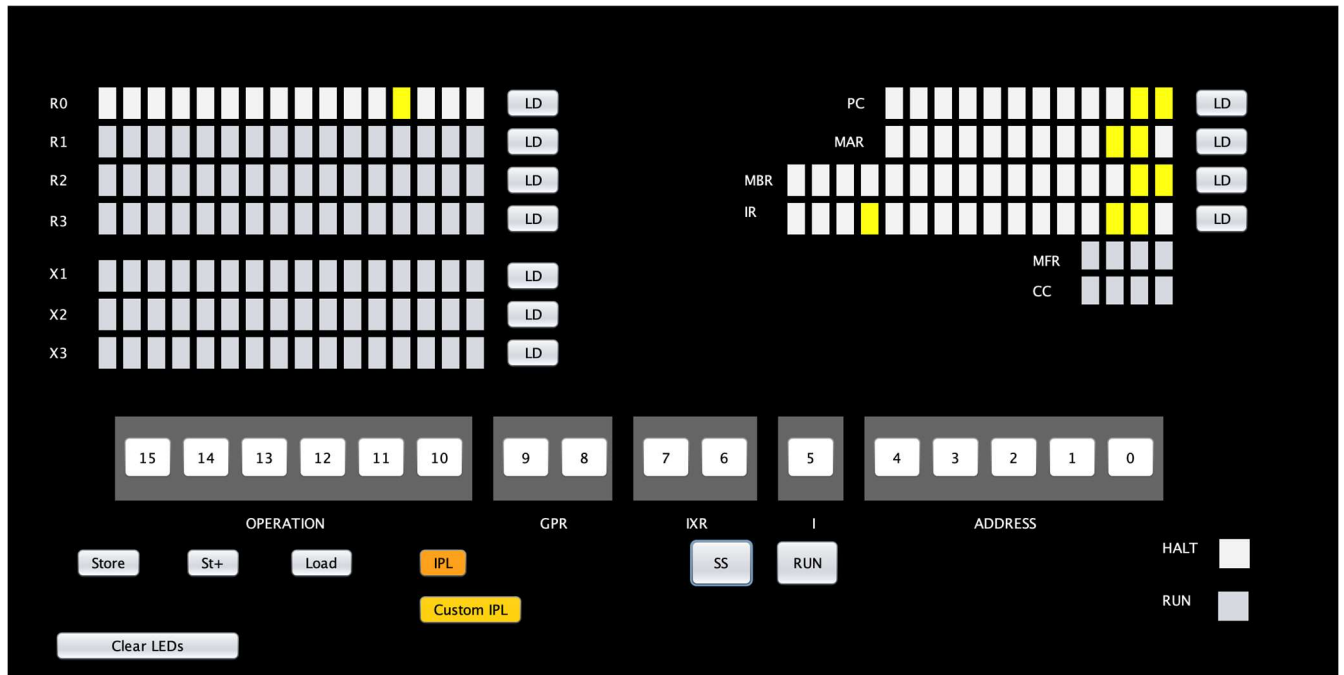 R0 LD PC LD
R1 LD MAR LD
R2 LD MBR LD
R3 LD IR LD
MFR
X1 LD
CC
X2 LD
X3 LD
15 14 13 12 11 10 9 8 7 6 5 4 3 2 1 0
OPERATION GPR IXR I ADDRESS
Store St+ Load IPL SS RUN HALT
Custom IPL RUN
Clear LEDs